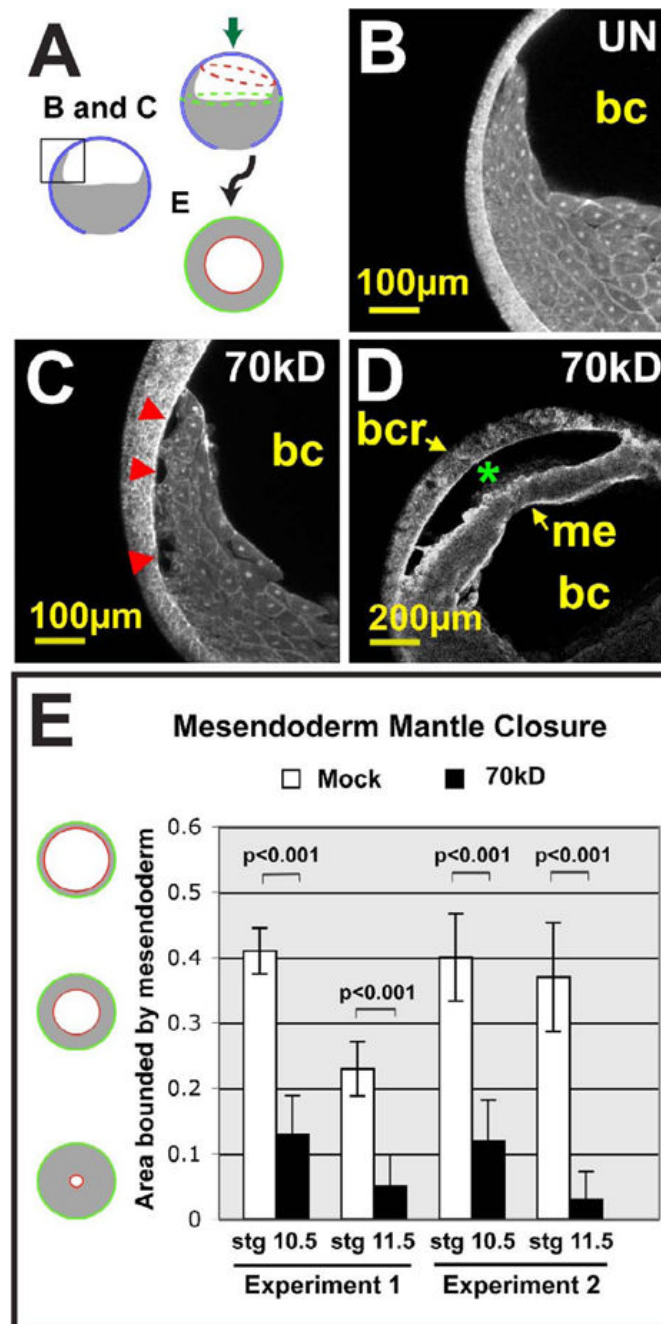 A
B and C
E
B
UN
bc
100μm
C
70kD
bc
100μm
D
70kD
bcr
*
me
bc
200μm
E
Mesendoderm Mantle Closure
Mock
70kD
Area bounded by mesendoderm
0.6
0.5
0.4
0.3
0.2
0.1
0
p<0.001
p<0.001
p<0.001
p<0.001
stg 10.5
stg 11.5
stg 10.5
stg 11.5
Experiment 1
Experiment 2